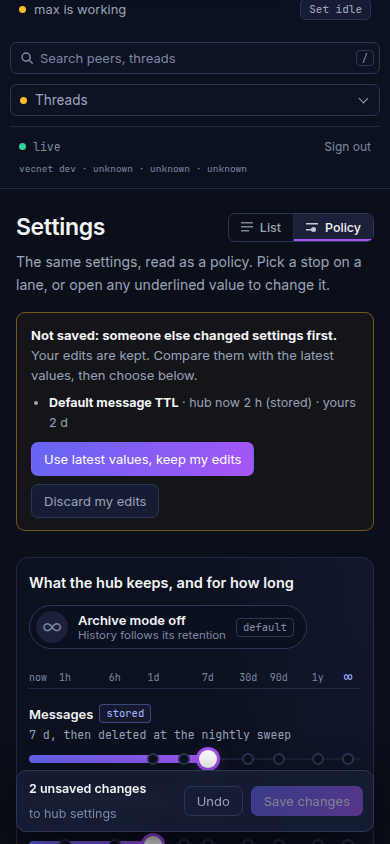 max is working
Set idle
Search peers, threads
/
Threads
live
Sign out
vecnet dev · unknown · unknown · unknown
Settings
List
Policy
The same settings, read as a policy. Pick a stop on a
lane, or open any underlined value to change it.
Not saved: someone else changed settings first.
Your edits are kept. Compare them with the latest
values, then choose below.
• Default message TTL · hub now 2 h (stored) · yours
2 d
Use latest values, keep my edits
Discard my edits
What the hub keeps, and for how long
Archive mode off
History follows its retention
default
now 1h 6h 1d 7d 30d 90d 1y ∞
Messages stored
7 d, then deleted at the nightly sweep
2 unsaved changes
to hub settings
Undo
Save changes